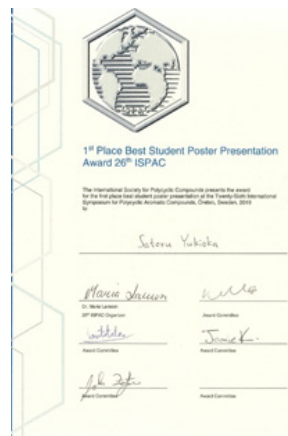 1st Place Best Student Poster Presentation
Award 26th ISPAC
The International Society for Polycyclic Compounds presents the award
for the first place best student poster presentation at the Twenty-Sixth International
Symposium for Polycyclic Aromatic Compounds, Örebro, Sweden, 2015
to
Satoru Yukioka
Maria Larsson
Dr. Maria Larsson
26th ISPAC Organizer
Award Committee
Award Committee
Award Committee
Award Committee
Award Committee